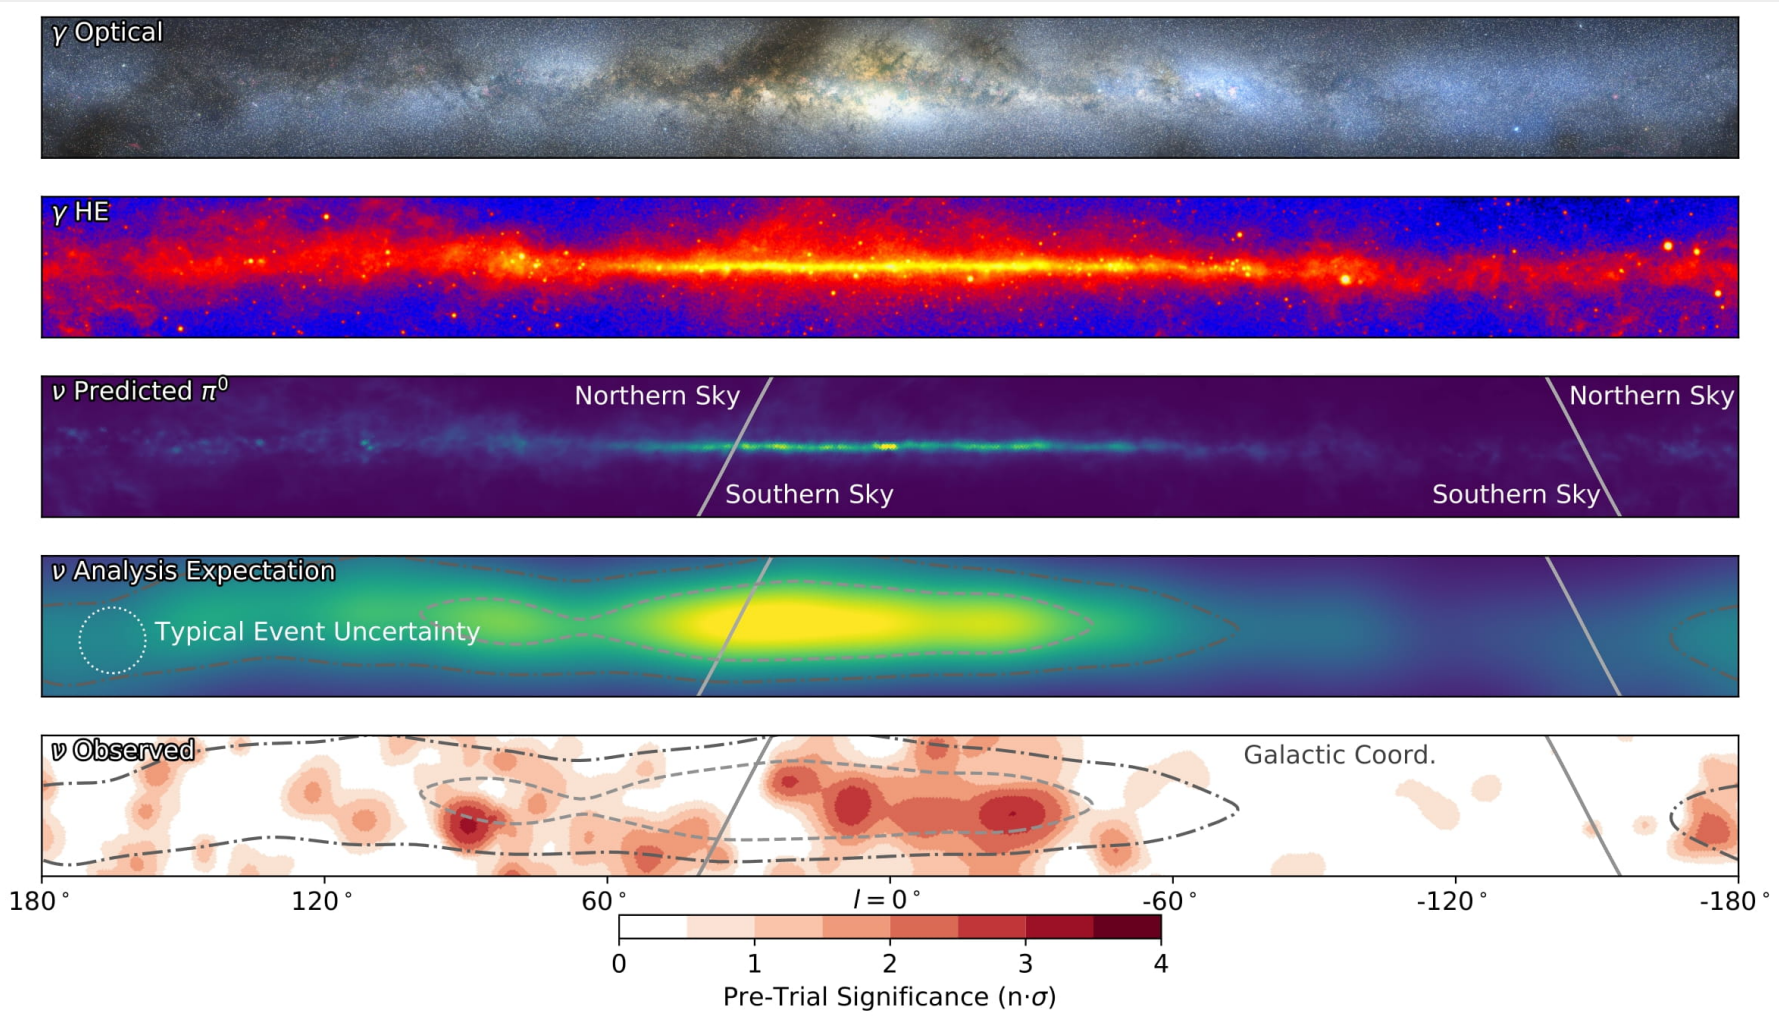 γ Optical
γ HE
ν Predicted π⁰
Northern Sky
Northern Sky
Southern Sky
Southern Sky
ν Analysis Expectation
Typical Event Uncertainty
ν Observed
Galactic Coord.
180°
120°
60°
l = 0°
-60°
-120°
-180°
0
1
2
3
4
Pre-Trial Significance (n·σ)